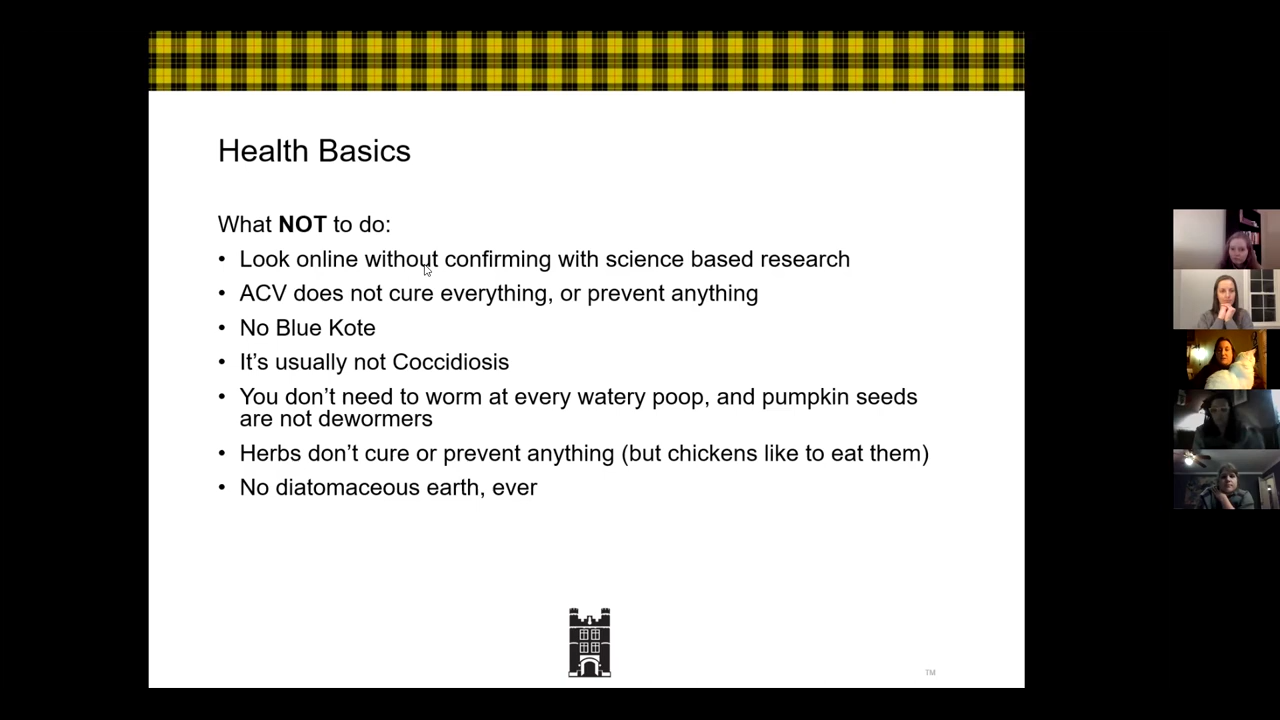 Health Basics
What NOT to do:
• Look online without confirming with science based research
• ACV does not cure everything, or prevent anything
• No Blue Kote
• It’s usually not Coccidiosis
• You don’t need to worm at every watery poop, and pumpkin seeds
are not dewormers
• Herbs don’t cure or prevent anything (but chickens like to eat them)
• No diatomaceous earth, ever
TM